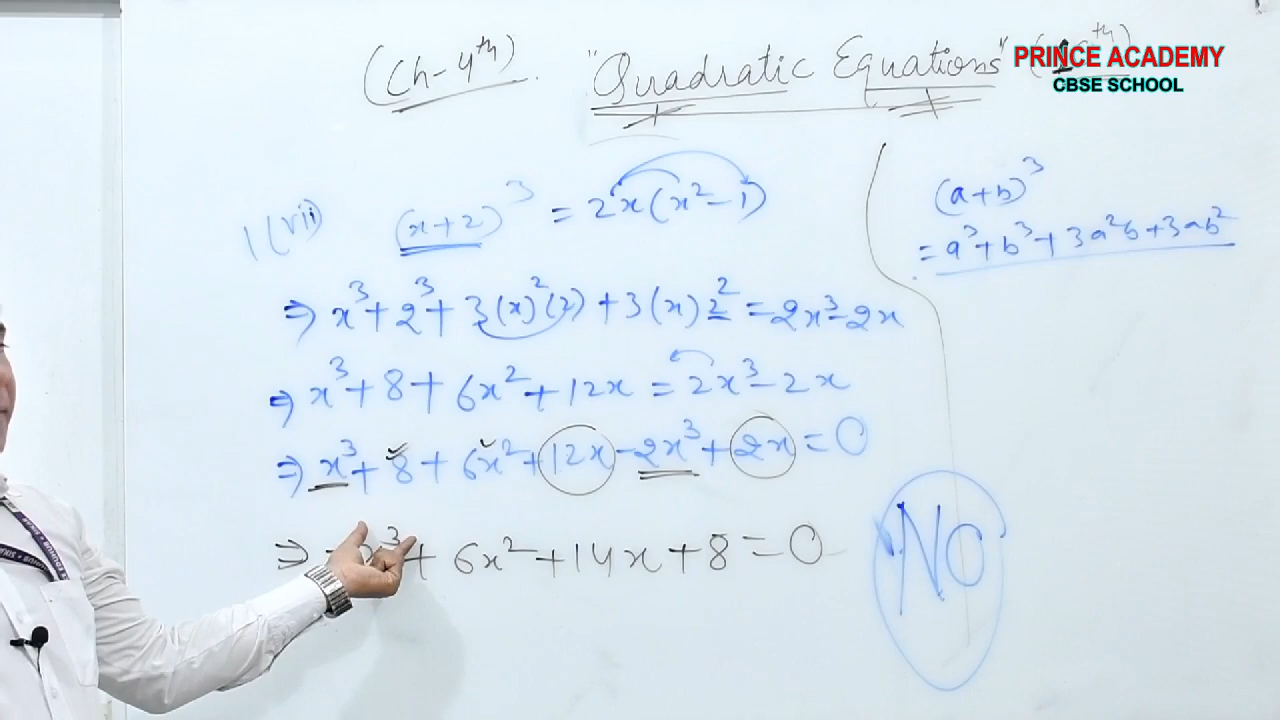 (Ch-4th). "Quadratic Equations" (10th)
PRINCE ACADEMY
CBSE SCHOOL
1(vii) (x+2)³ = 2x(x²-1)
⇒ x³+2³+3(x)²(2)+3(x)2²=2x³-2x
⇒ x³+8+6x²+12x=2x³-2x
⇒ x³+8+6x²+12x-2x³+2x=0
⇒ x³+6x²+14x+8=0
(a+b)³
=a³+b³+3a²b+3ab²
NO